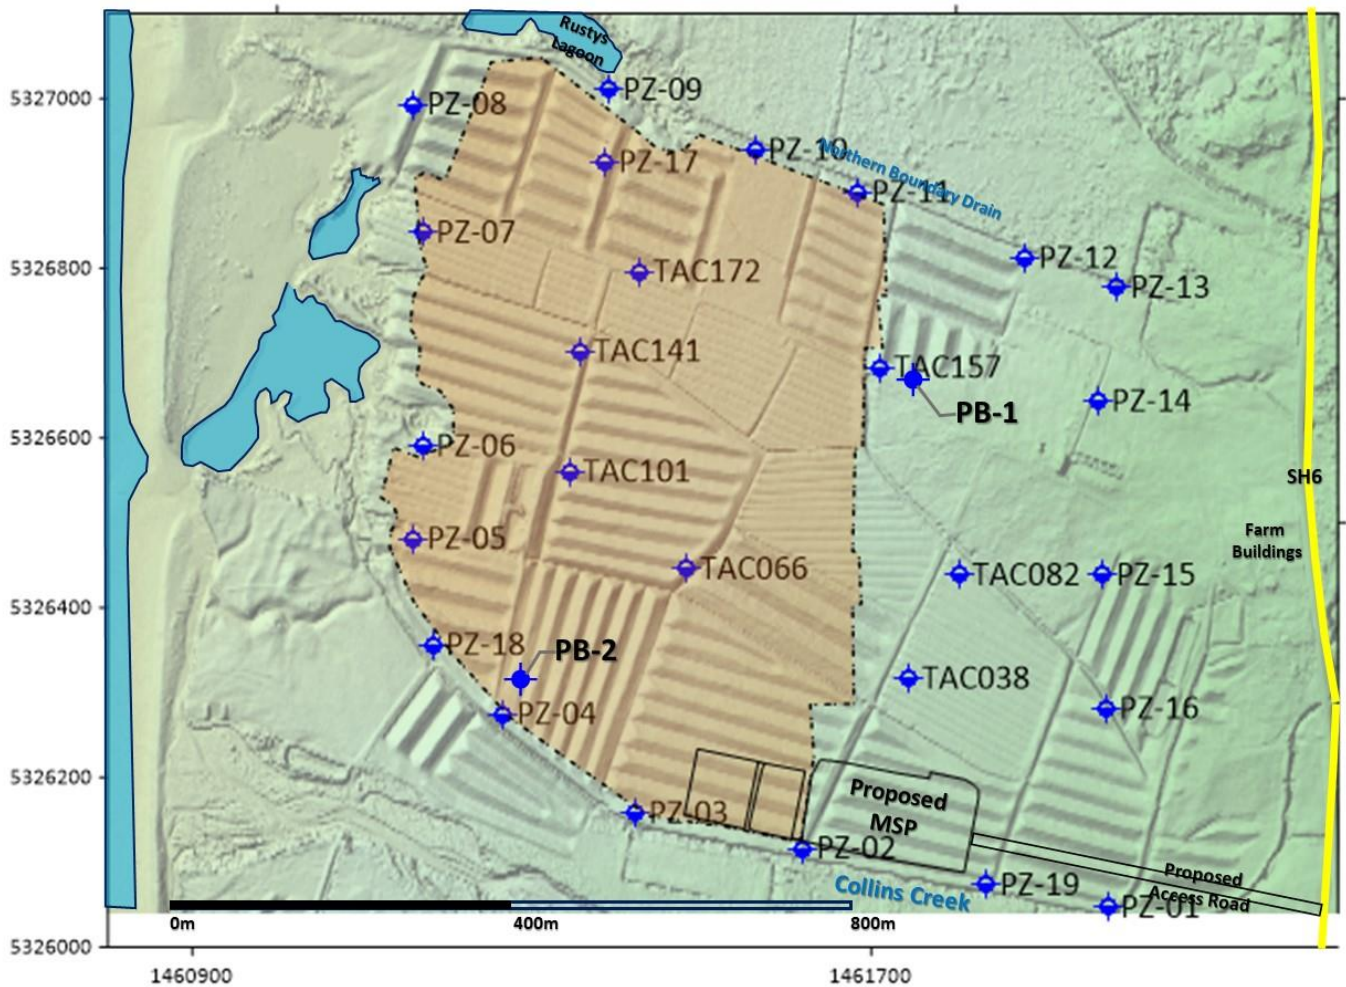 Rustys
Lagoon
5327000
PZ-08
PZ-09
PZ-17
PZ-10
Northern Boundary Drain
PZ-11
PZ-07
PZ-12
5326800
TAC172
PZ-13
TAC141
TAC157
PB-1
PZ-14
5326600
PZ-06
TAC101
SH6
Farm
Buildings
PZ-05
TAC066
TAC082
PZ-15
5326400
PZ-18
PB-2
TAC038
PZ-04
PZ-16
5326200
Proposed
MSP
PZ-03
PZ-02
Proposed
Access Road
Collins Creek
PZ-19
PZ-01
0m
400m
800m
5326000
1460900
1461700